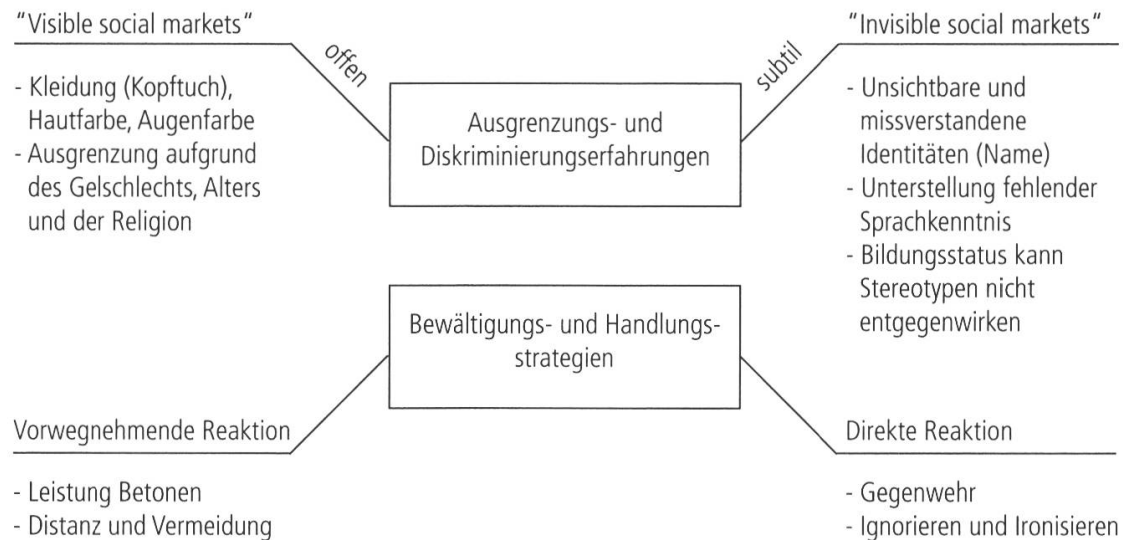 "Visible social markets“
offen
- Kleidung (Kopftuch),
Hautfarbe, Augenfarbe
- Ausgrenzung aufgrund
des Gelschlechts, Alters
und der Religion
Ausgrenzungs- und
Diskriminierungserfahrungen
subtil
"Invisible social markets“
- Unsichtbare und
missverstandene
Identitäten (Name)
- Unterstellung fehlender
Sprachkenntnis
- Bildungsstatus kann
Stereotypen nicht
entgegenwirken
Bewältigungs- und Handlungs-
strategien
Vorwegnehmende Reaktion
- Leistung Betonen
- Distanz und Vermeidung
Direkte Reaktion
- Gegenwehr
- Ignorieren und Ironisieren